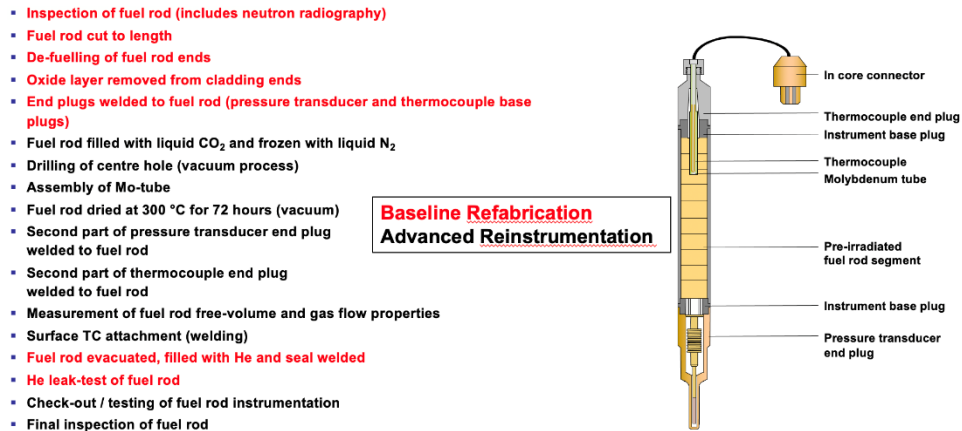 Inspection of fuel rod (includes neutron radiography)
Fuel rod cut to length
De-fuelling of fuel rod ends
Oxide layer removed from cladding ends
End plugs welded to fuel rod (pressure transducer and thermocouple base
plugs)
Fuel rod filled with liquid CO2 and frozen with liquid N2
Drilling of centre hole (vacuum process)
Assembly of Mo-tube
Fuel rod dried at 300 °C for 72 hours (vacuum)
Second part of pressure transducer end plug
welded to fuel rod
Second part of thermocouple end plug
welded to fuel rod
Measurement of fuel rod free-volume and gas flow properties
Surface TC attachment (welding)
Fuel rod evacuated, filled with He and seal welded
He leak-test of fuel rod
Check-out / testing of fuel rod instrumentation
Final inspection of fuel rod
Baseline Refabrication
Advanced Reinstrumentation
In core connector
Thermocouple end plug
Instrument base plug
Thermocouple
Molybdenum tube
Pre-irradiated
fuel rod segment
Instrument base plug
Pressure transducer
end plug